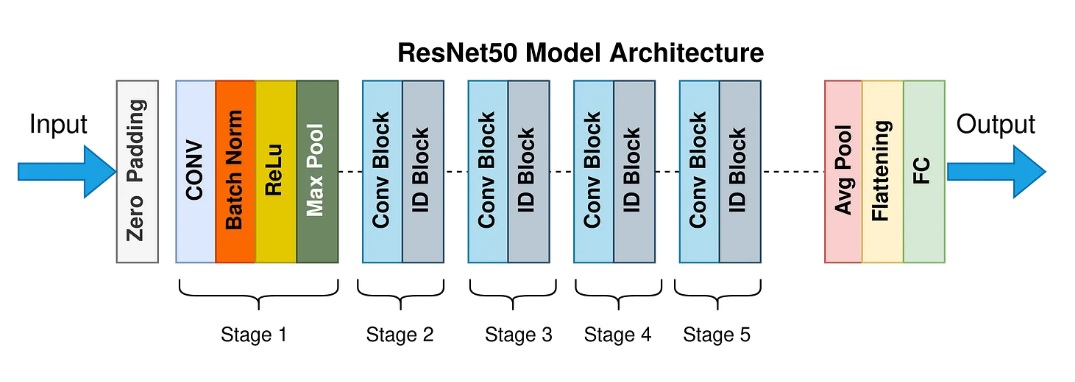 ResNet50 Model Architecture
Input
Zero Padding
CONV
Batch Norm
ReLu
Max Pool
Conv Block
ID Block
Conv Block
ID Block
Conv Block
ID Block
Conv Block
ID Block
Avg Pool
Flattening
FC
Output
Stage 1
Stage 2
Stage 3
Stage 4
Stage 5